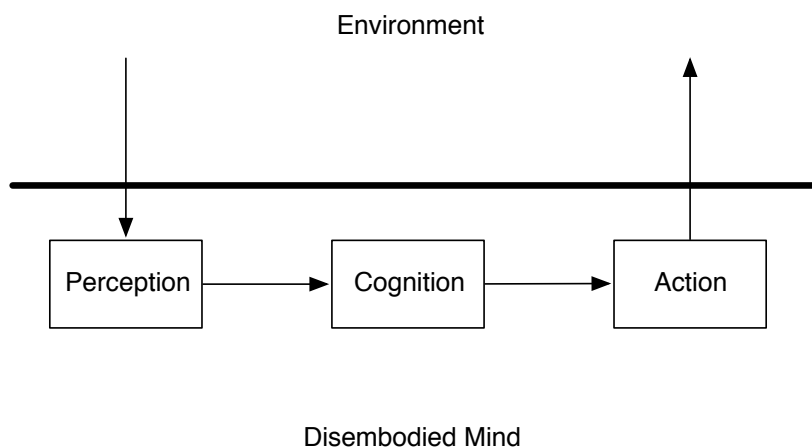 Environment
Perception
Cognition
Action
Disembodied Mind